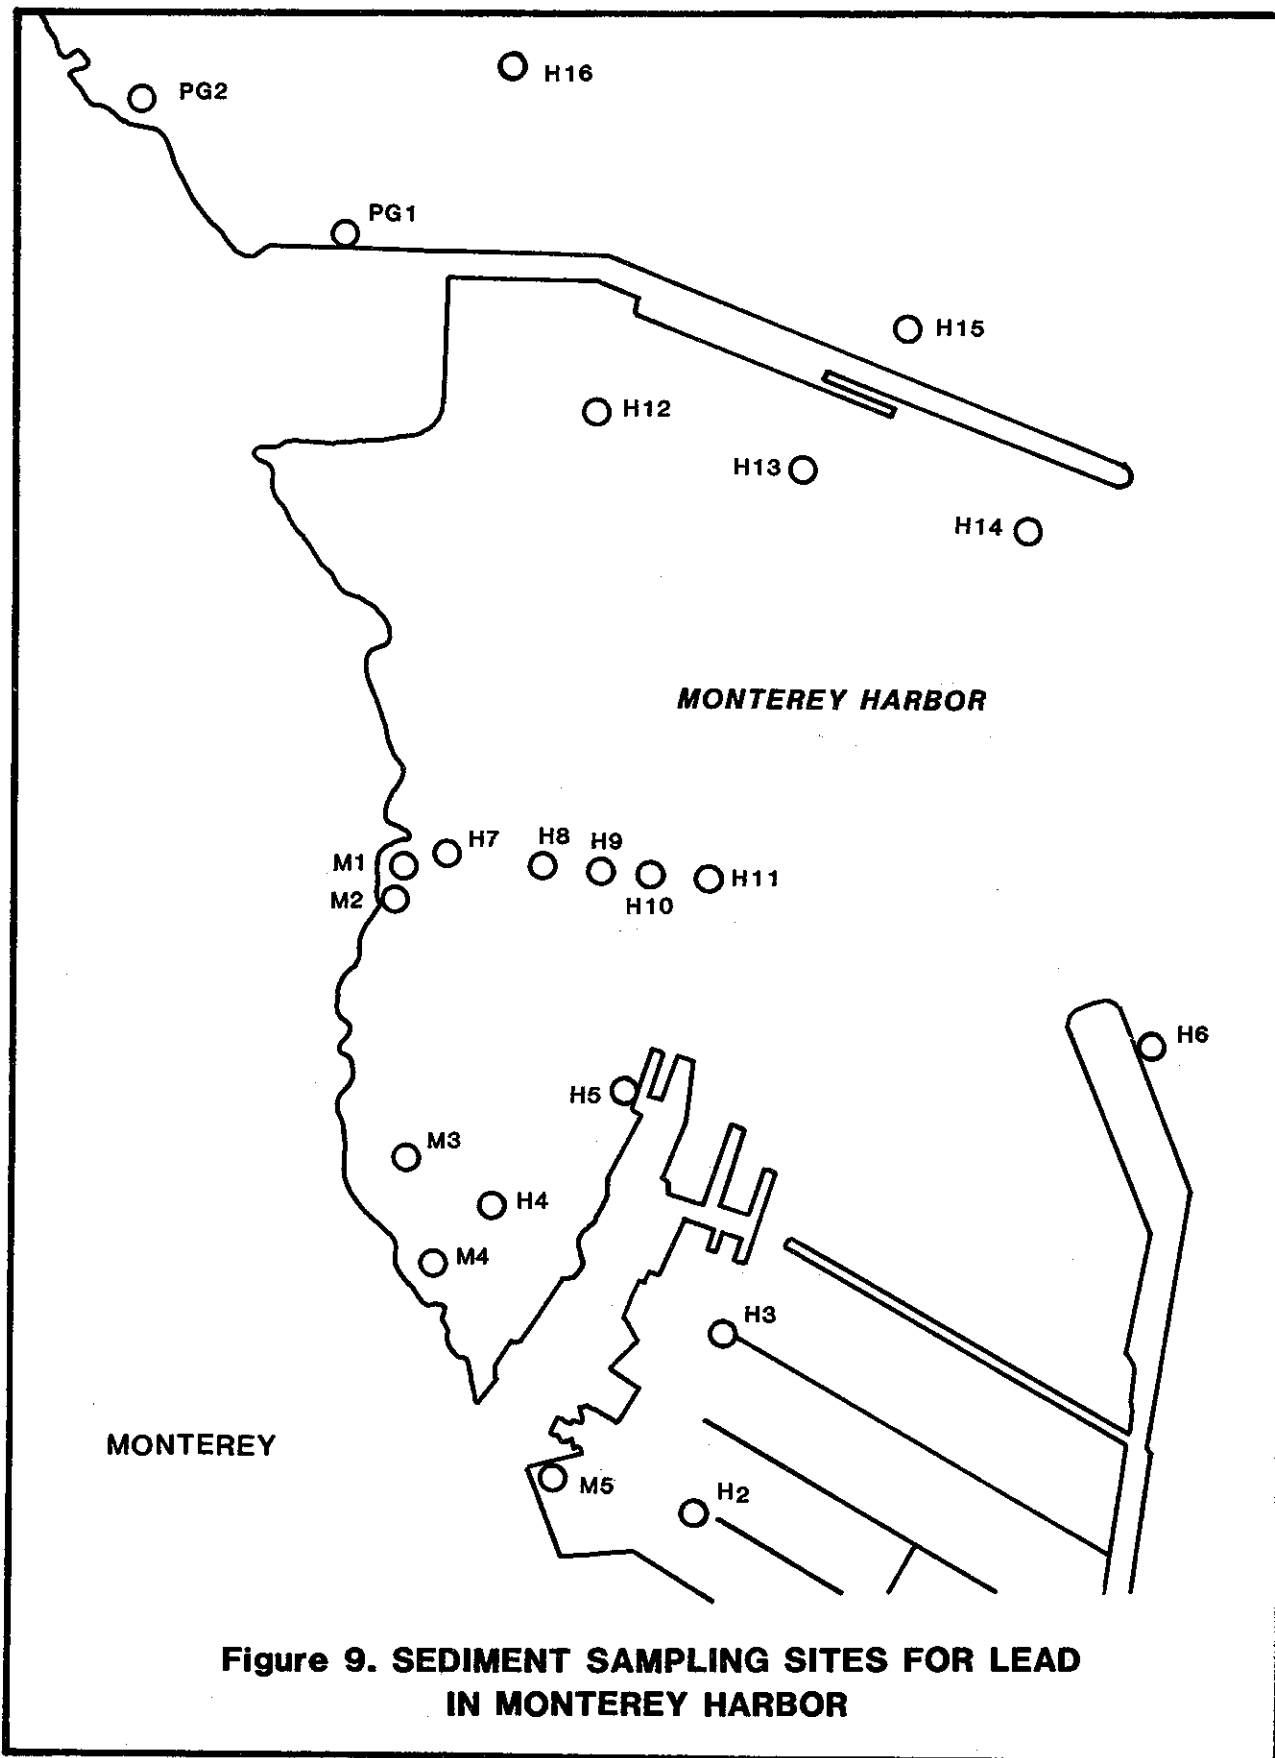 H16
PG2
PG1
H15
H12
H13
H14
MONTEREY HARBOR
H7
H8
H9
M1
H11
M2
H10
H6
H5
M3
H4
M4
H3
MONTEREY
M5
H2
Figure 9. SEDIMENT SAMPLING SITES FOR LEAD
IN MONTEREY HARBOR